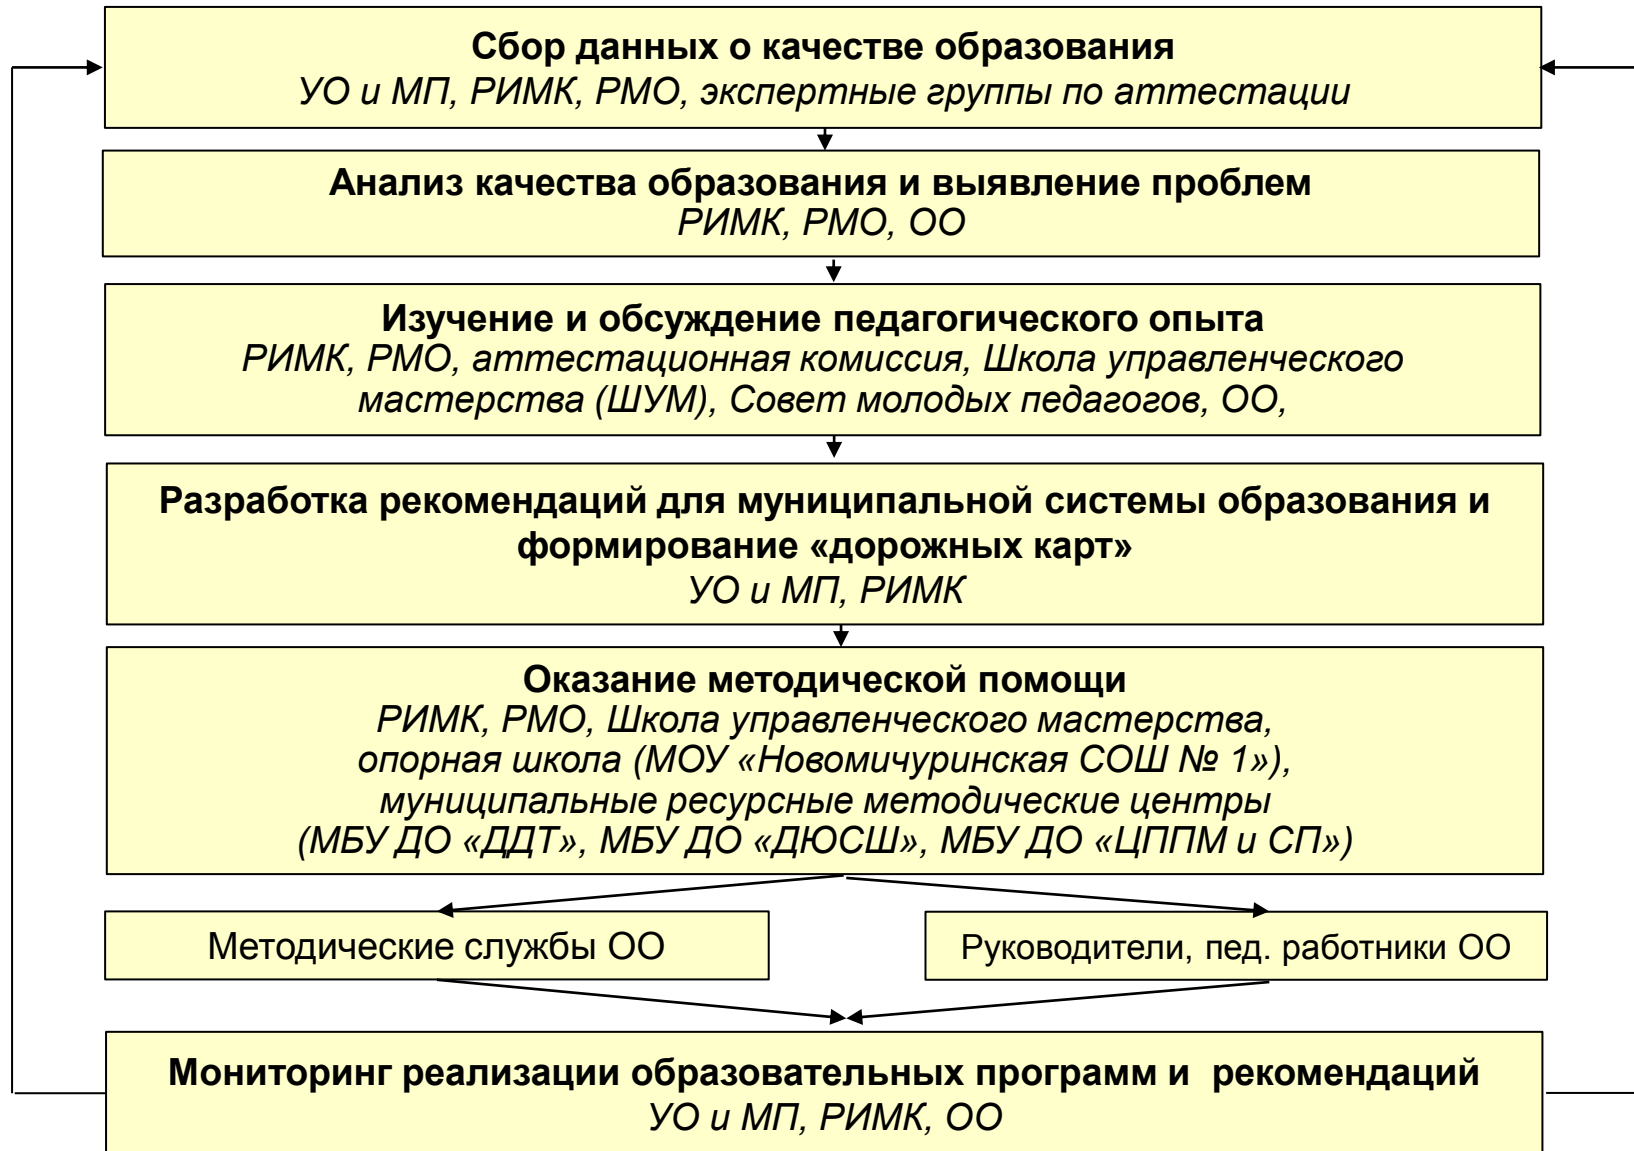 Сбор данных о качестве образования
УО и МП, РИМК, РМО, экспертные группы по аттестации
Анализ качества образования и выявление проблем
РИМК, РМО, ОО
Изучение и обсуждение педагогического опыта
РИМК, РМО, аттестационная комиссия, Школа управленческого
мастерства (ШУМ), Совет молодых педагогов, ОО,
Разработка рекомендаций для муниципальной системы образования и
формирование «дорожных карт»
УО и МП, РИМК
Оказание методической помощи
РИМК, РМО, Школа управленческого мастерства,
опорная школа (МОУ «Новомичуринская СОШ № 1»),
муниципальные ресурсные методические центры
(МБУ ДО «ДДТ», МБУ ДО «ДЮСШ», МБУ ДО «ЦППМ и СП»)
Методические службы ОО
Руководители, пед. работники ОО
Мониторинг реализации образовательных программ и рекомендаций
УО и МП, РИМК, ОО